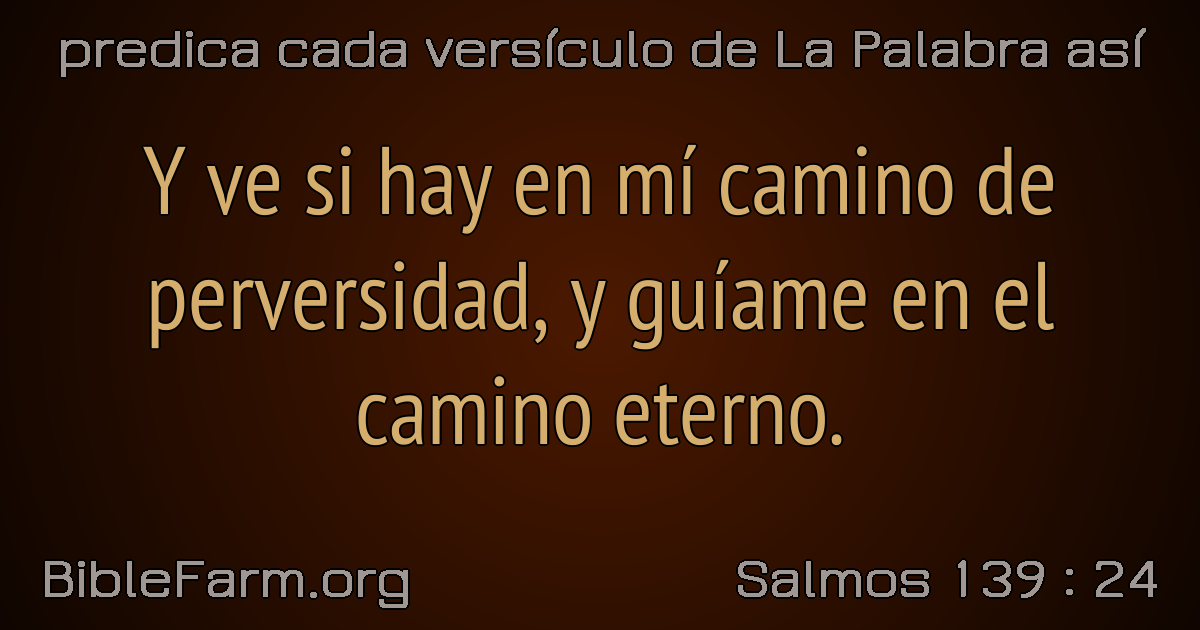 predica cada versículo de La Palabra así
Y ve si hay en mí camino de
perversidad, y guíame en el
camino eterno.
BibleFarm.org
Salmos 139 : 24